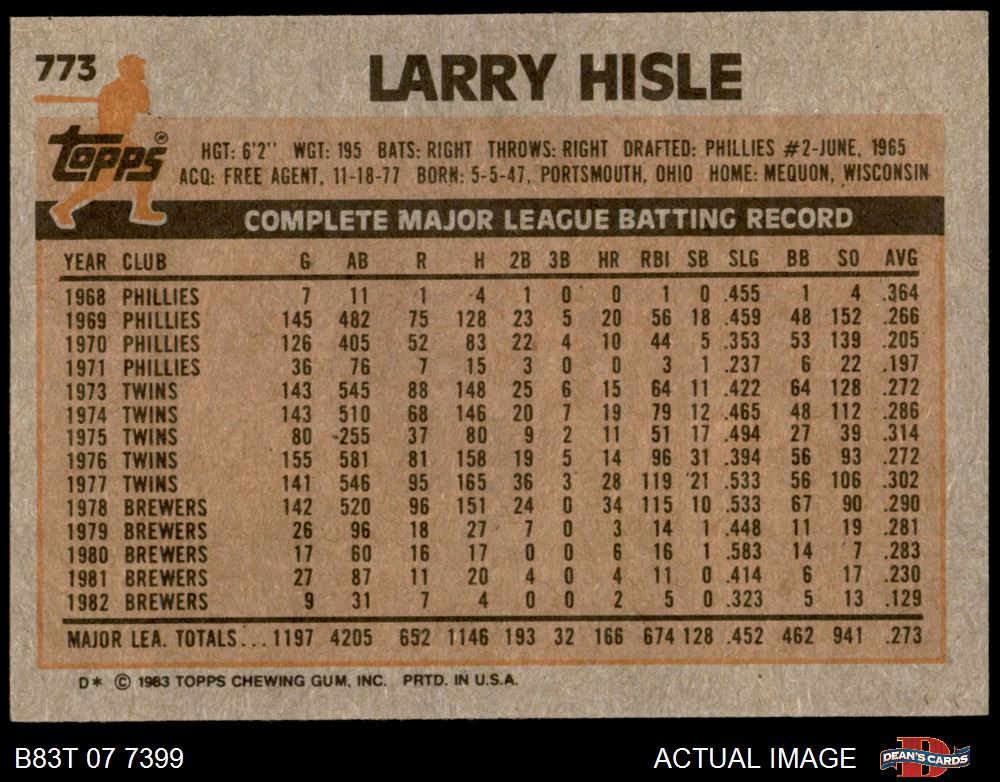 773 LARRY HISLE
Topps®
HGT: 6'2'' WGT: 195 BATS: RIGHT THROWS: RIGHT DRAFTED: PHILLIES #2-JUNE, 1965
ACQ: FREE AGENT, 11-18-77 BORN: 5-5-47, PORTSMOUTH, OHIO HOME: MEQUON, WISCONSIN
COMPLETE MAJOR LEAGUE BATTING RECORD
YEAR CLUB G AB R H 2B 3B HR RBI SB SLG BB SO AVG
1968 PHILLIES 7 11 1 4 1 0 0 1 0 .455 1 4 .364
1969 PHILLIES 145 482 75 128 23 5 20 56 18 .459 48 152 .266
1970 PHILLIES 126 405 52 83 22 4 10 44 5 .353 53 139 .205
1971 PHILLIES 36 76 7 15 3 0 0 3 1 .237 6 22 .197
1973 TWINS 143 545 88 148 25 6 15 64 11 .422 64 128 .272
1974 TWINS 143 510 68 146 20 7 19 79 12 .465 48 112 .286
1975 TWINS 80 255 37 80 9 2 11 51 17 .494 27 39 .314
1976 TWINS 155 581 81 158 19 5 14 96 31 .394 56 93 .272
1977 TWINS 141 546 95 165 36 3 28 119 21 .533 56 106 .302
1978 BREWERS 142 520 96 151 24 0 34 115 10 .533 67 90 .290
1979 BREWERS 26 96 18 27 7 0 3 14 1 .448 11 19 .281
1980 BREWERS 17 60 16 17 0 0 6 16 1 .583 14 7 .283
1981 BREWERS 27 87 11 20 4 0 4 11 0 .414 6 17 .230
1982 BREWERS 9 31 7 4 0 0 2 5 0 .323 5 13 .129
MAJOR LEA. TOTALS... 1197 4205 652 1146 193 32 166 674 128 .452 462 941 .273
D* © 1983 TOPPS CHEWING GUM, INC. PRTD. IN U.S.A.
B83T 07 7399 ACTUAL IMAGE DEAN'S CARDS